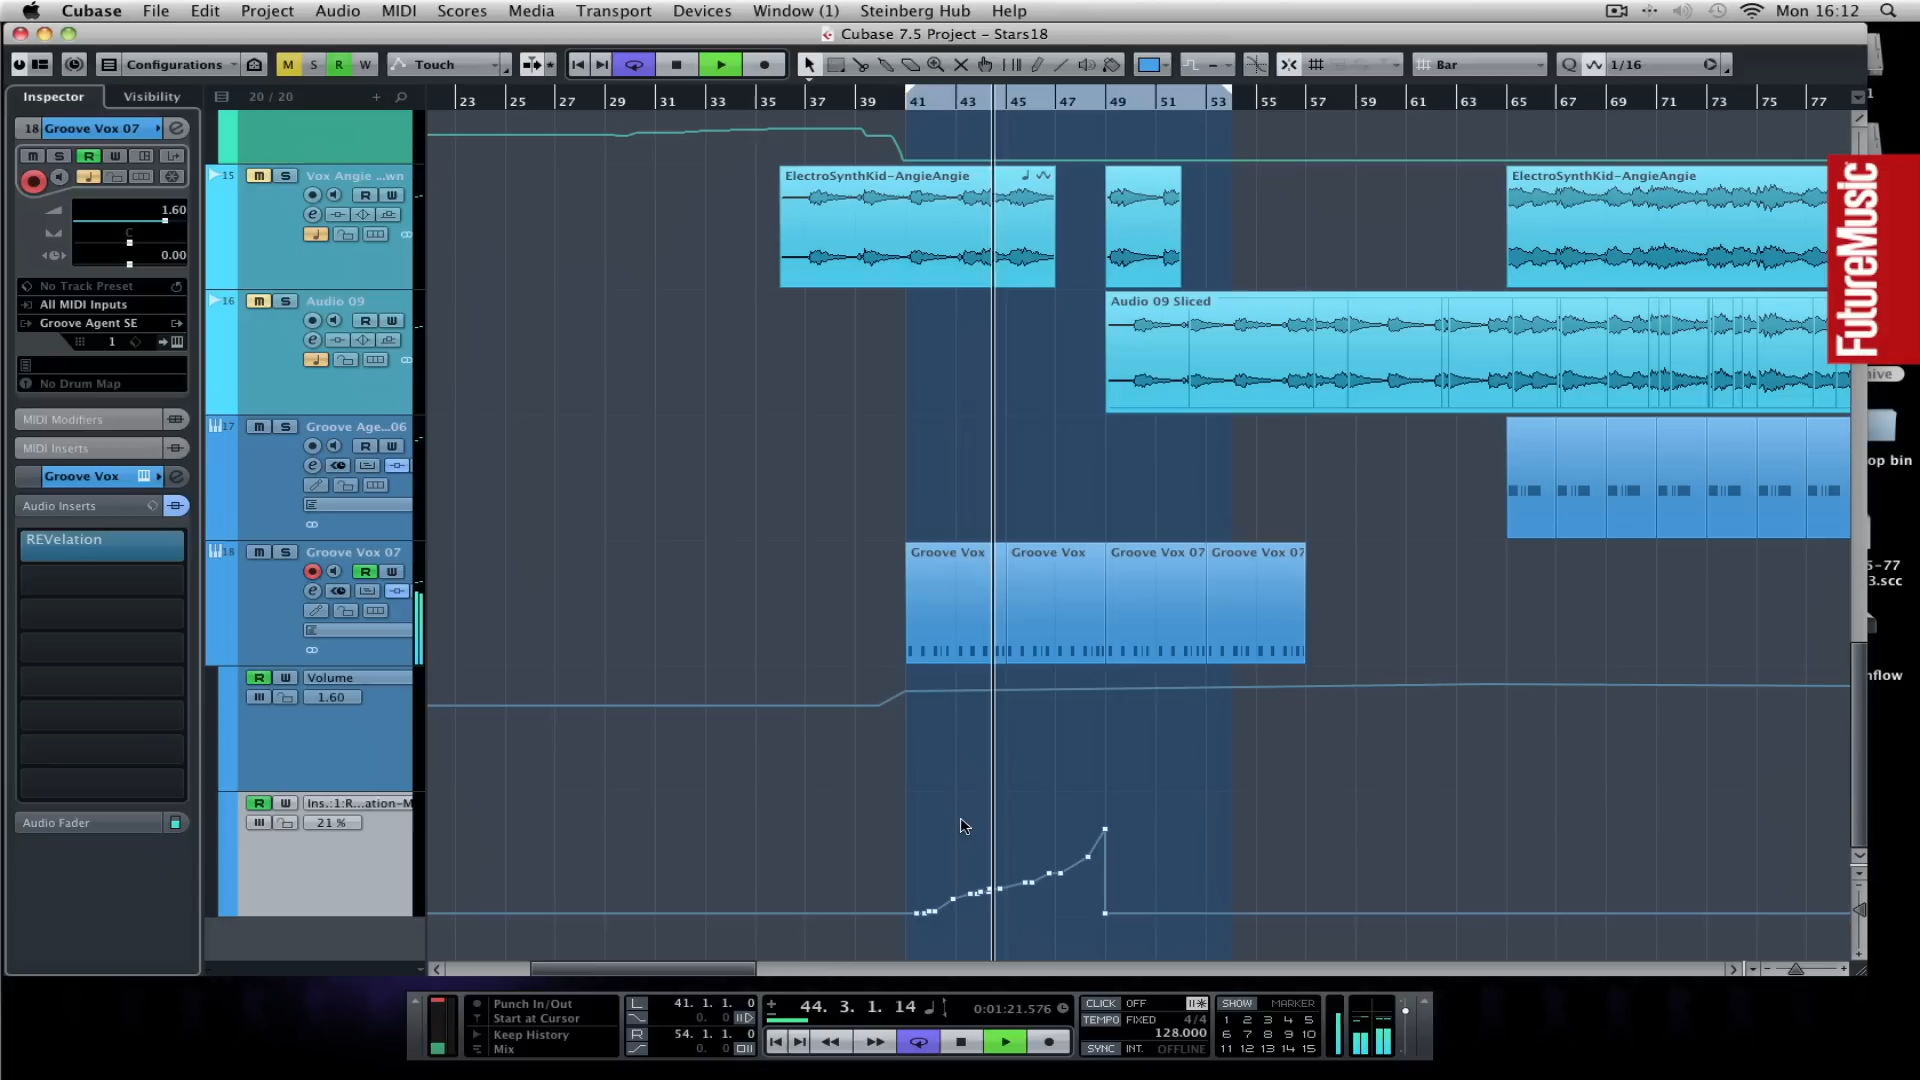 Cubase File Edit Project Audio MIDI Scores Media Transport Devices Window (1) Steinberg Hub Help Mon 16:12
Cubase 7.5 Project - Stars18
Configurations M S R W Touch Bar Q 1/16
Inspector Visibility 20 / 20 + 23 25 27 29 31 33 35 37 39 41 43 45 47 49 51 53 55 57 59 61 63 65 67 69 71 73 75 77
18 Groove Vox 07
M S R W
1.60
C
0.00
No Track Preset
All MIDI Inputs
Groove Agent SE
1
No Drum Map
MIDI Modifiers
MIDI Inserts
Groove Vox
Audio Inserts
REVelation
Audio Fader
15 M S Vox Angie ...wn
R W
16 M S Audio 09
R W
17 M S Groove Age...06
R W
18 M S Groove Vox 07
R W
R W Volume
1.60
R W Ins.:1:R...ation-M
21 %
ElectroSynthKid-AngieAngie
ElectroSynthKid-AngieAngie
Audio 09 Sliced
Groove Vox Groove Vox Groove Vox 07 Groove Vox 07
FutureMusic
op bin
5-77
3.scc
nflow
Punch In/Out
Start at Cursor
Keep History
Mix
L 41. 1. 1. 0
0. 0
R 54. 1. 1. 0
0. 0
44. 3. 1. 14 0:01:21.576
CLICK OFF
TEMPO FIXED 4/4
128.000
SYNC INT. OFFLINE
SHOW MARKER
1 2 3 4 5
6 7 8 9 10
11 12 13 14 15